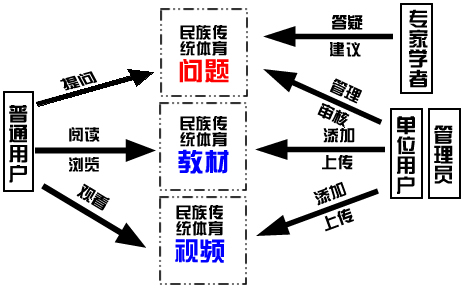 普通用户
提问
阅读
浏览
观看
民族传
统体育
问题
民族传
统体育
教材
民族传
统体育
视频
答疑
建议
管理
审核
添加
上传
添加
上传
专家学者
单位用户
管理员